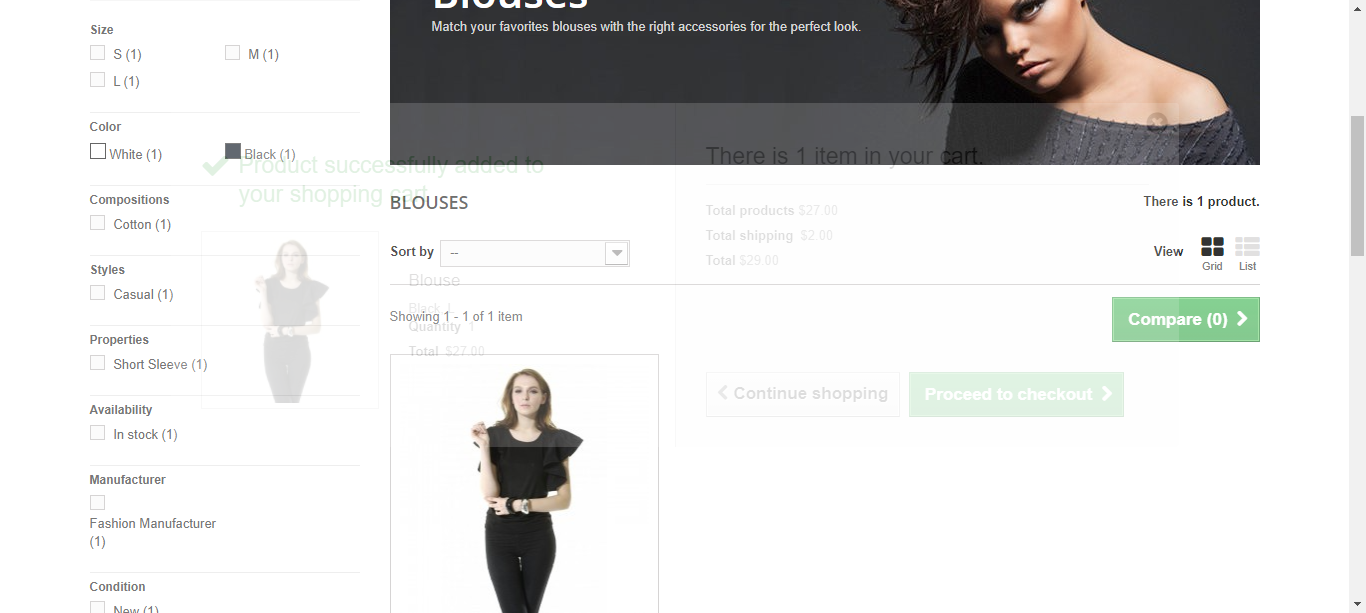 Blouses
Match your favorites blouses with the right accessories for the perfect look.
Size
S (1)
M (1)
L (1)
Color
White (1)
Black (1)
Compositions
Cotton (1)
Styles
Casual (1)
Properties
Short Sleeve (1)
Availability
In stock (1)
Manufacturer
Fashion Manufacturer
(1)
Condition
New (1)
Product successfully added to
your shopping cart
Blouse
Black, L
Quantity 1
Total $27.00
There is 1 item in your cart.
Total products $27.00
Total shipping $2.00
Total $29.00
Continue shopping
Proceed to checkout
BLOUSES
There is 1 product.
Sort by --
View
Grid
List
Showing 1 - 1 of 1 item
Compare (0)